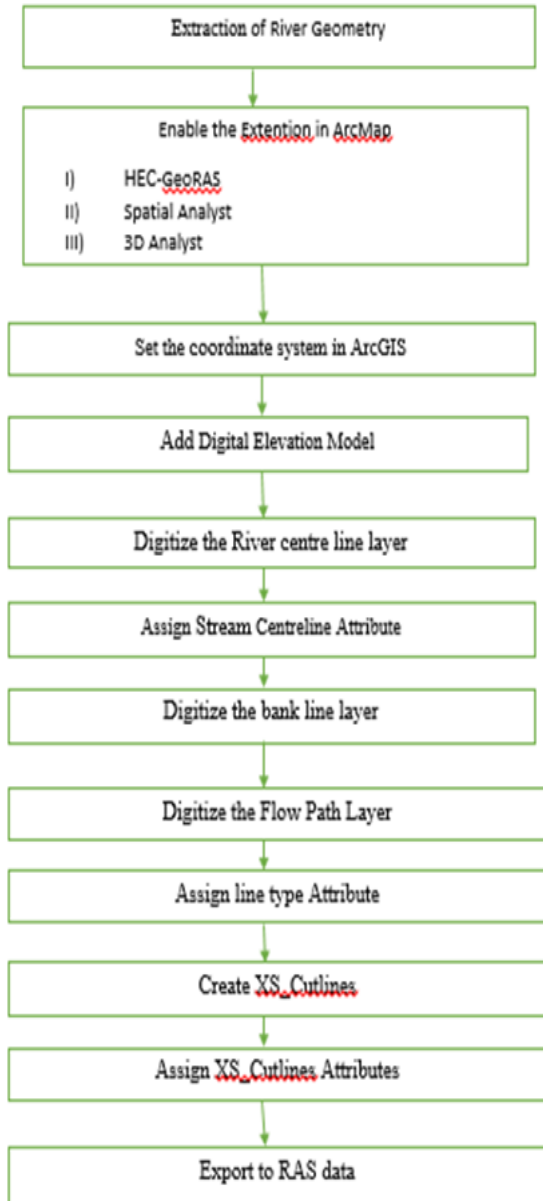 Extraction of River Geometry
Enable the Extention in ArcMap
I) HEC-GeoRAS
II) Spatial Analyst
III) 3D Analyst
Set the coordinate system in ArcGIS
Add Digital Elevation Model
Digitize the River centre line layer
Assign Stream Centreline Attribute
Digitize the bank line layer
Digitize the Flow Path Layer
Assign line type Attribute
Create XS_Cutlines
Assign XS_Cutlines Attributes
Export to RAS data